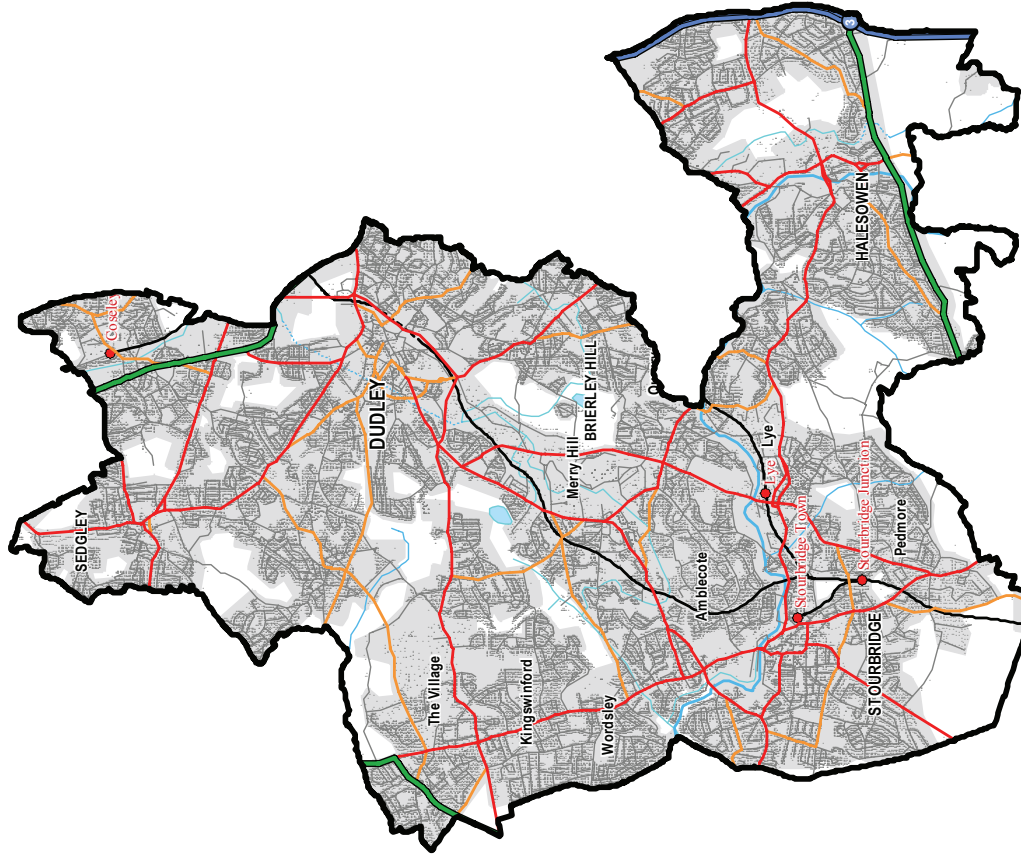 3
Coseley
SEDGLEY
DUDLEY
HALESOWEN
BRIERLEY HILL
Merry Hill
Lye
Lye
Stourbridge Town
Stourbridge Junction
Pedmore
Amblecote
The Village
Kingswinford
Wordsley
STOURBRIDGE